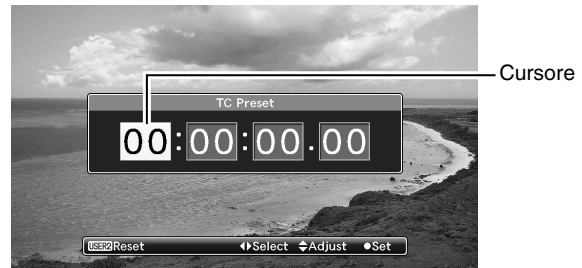 Cursore
TC Preset
00:00:00.00
USER2 Reset ◀▶Select ▲▼Adjust ●Set